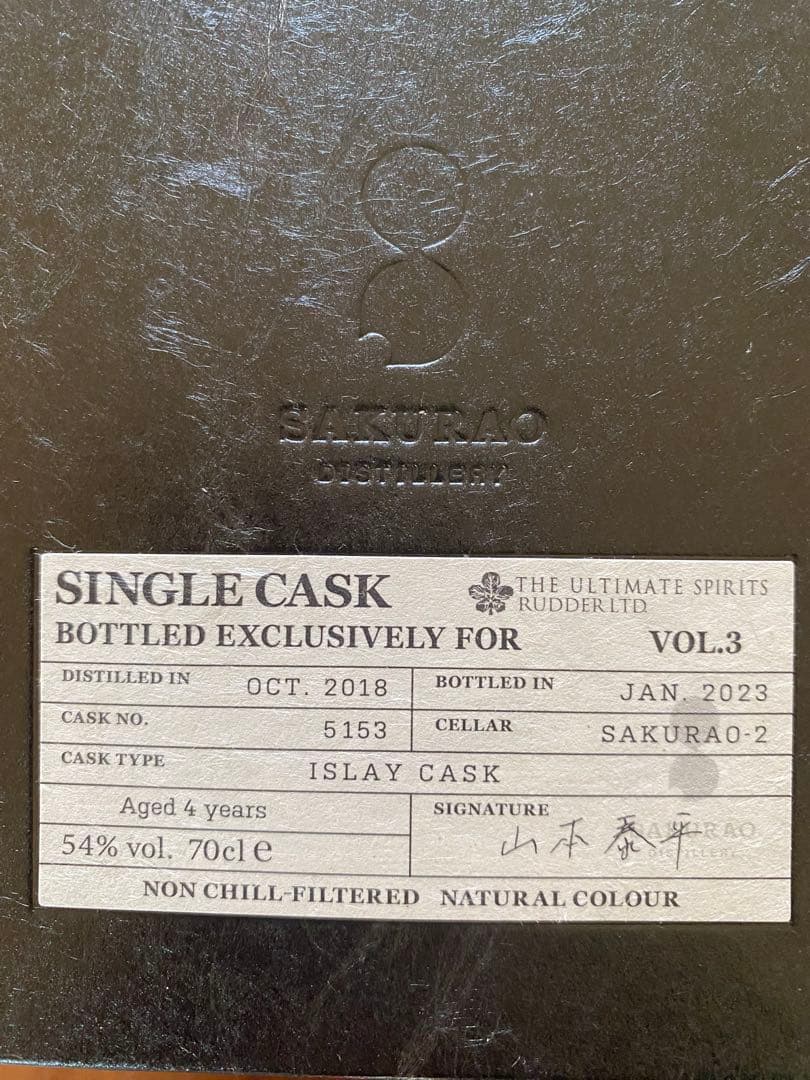 SAKURAO
DISTILLERY
SINGLE CASK
THE ULTIMATE SPIRITS
RUDDER LTD.
BOTTLED EXCLUSIVELY FOR VOL.3
DISTILLED IN OCT. 2018 BOTTLED IN JAN. 2023
CASK NO. 5153 CELLAR SAKURAO-2
CASK TYPE ISLAY CASK
Aged 4 years SIGNATURE
SAKURAO
DISTILLERY
山本泰平
54% vol. 70cl e
NON CHILL-FILTERED NATURAL COLOUR